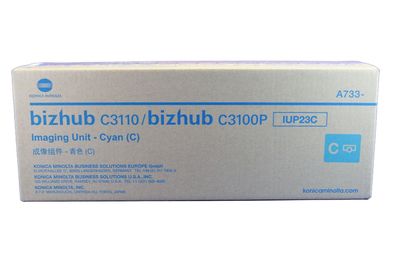 KONICA MINOLTA
A733-
bizhub C3110 / bizhub C3100P IUP23C
Imaging Unit - Cyan (C)
成像组件 - 青色 (C)
C
KONICA MINOLTA BUSINESS SOLUTIONS EUROPE GmbH
KONICA MINOLTA BUSINESS SOLUTIONS U.S.A., INC.
KONICA MINOLTA, INC.
konicaminolta.com